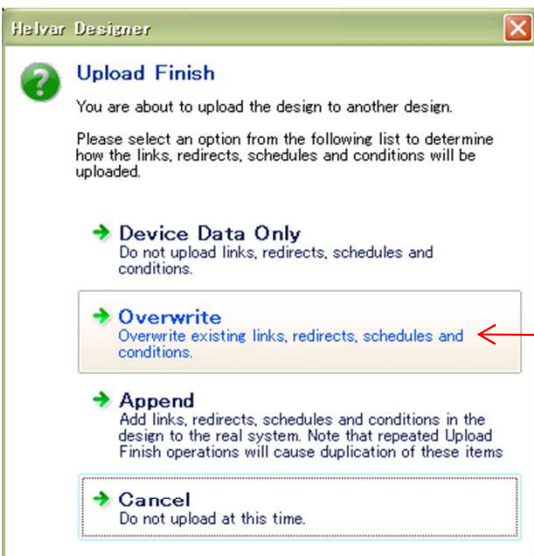 Helvar Designer
Upload Finish
You are about to upload the design to another design.
Please select an option from the following list to determine
how the links, redirects, schedules and conditions will be
uploaded.
Device Data Only
Do not upload links, redirects, schedules and
conditions.
Overwrite
Overwrite existing links, redirects, schedules and
conditions.
Append
Add links, redirects, schedules and conditions in the
design to the real system. Note that repeated Upload
Finish operations will cause duplication of these items
Cancel
Do not upload at this time.